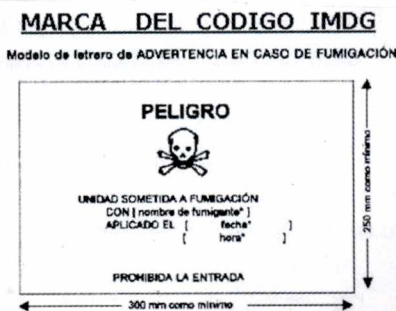 MARCA DEL CODIGO IMDG
Modelo de letrero de ADVERTENCIA EN CASO DE FUMIGACIÓN
PELIGRO
UNIDAD SOMETIDA A FUMIGACIÓN
CON [ nombre de fumigante* ]
APLICADO EL [ fecha* ]
[ hora* ]
PROHIBIDA LA ENTRADA
250 mm como mínimo
300 mm como mínimo